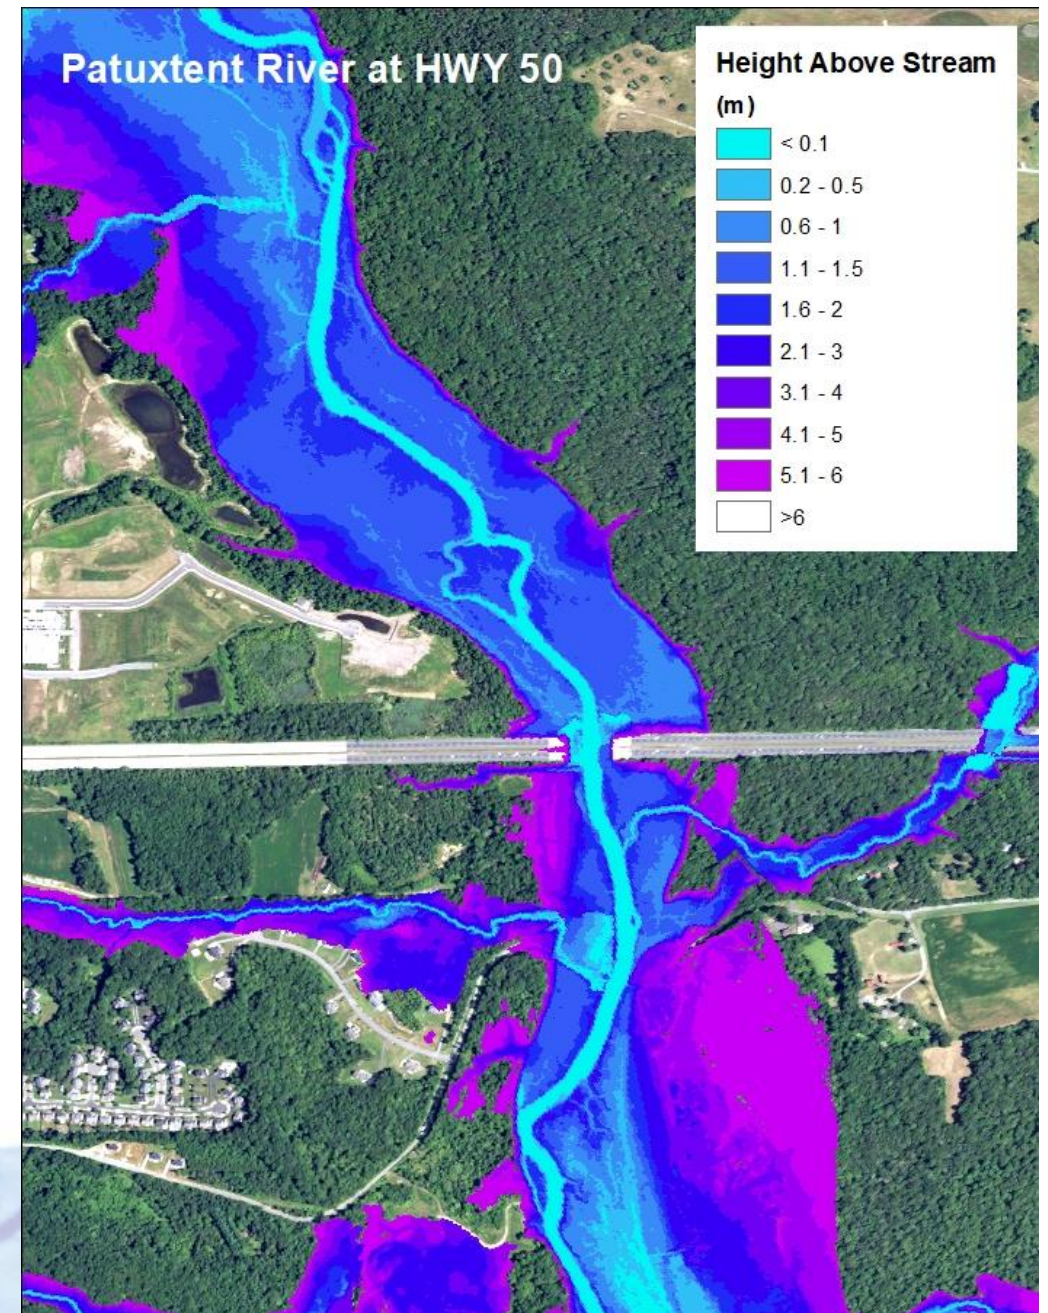 Patuxtent River at HWY 50
Height Above Stream
(m)
< 0.1
0.2 - 0.5
0.6 - 1
1.1 - 1.5
1.6 - 2
2.1 - 3
3.1 - 4
4.1 - 5
5.1 - 6
>6